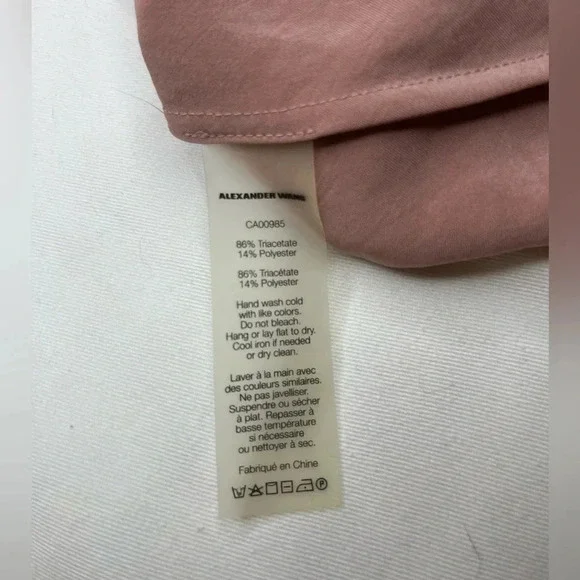 ALEXANDER WANG
CA00985
86% Triacetate
14% Polyester
86% Triacétate
14% Polyester
Hand wash cold
with like colors.
Do not bleach.
Hang or lay flat to dry.
Cool iron if needed
or dry clean.
Laver à la main avec
des couleurs similaires.
Ne pas javelliser.
Suspendre ou sécher
à plat. Repasser à
basse température
si nécessaire
ou nettoyer à sec.
Fabriqué en Chine